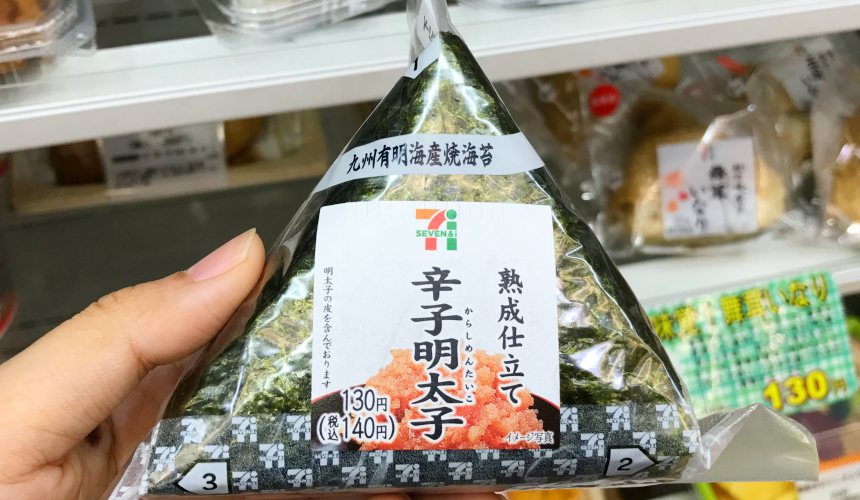 1
九州有明海産焼海苔
SEVEN&i
熟成仕立て
辛子明太子
からしめんたいこ
明太子の皮を含んでおります
130円
(税込140円)
イメージ写真
3
2
舞茸いなり
130円